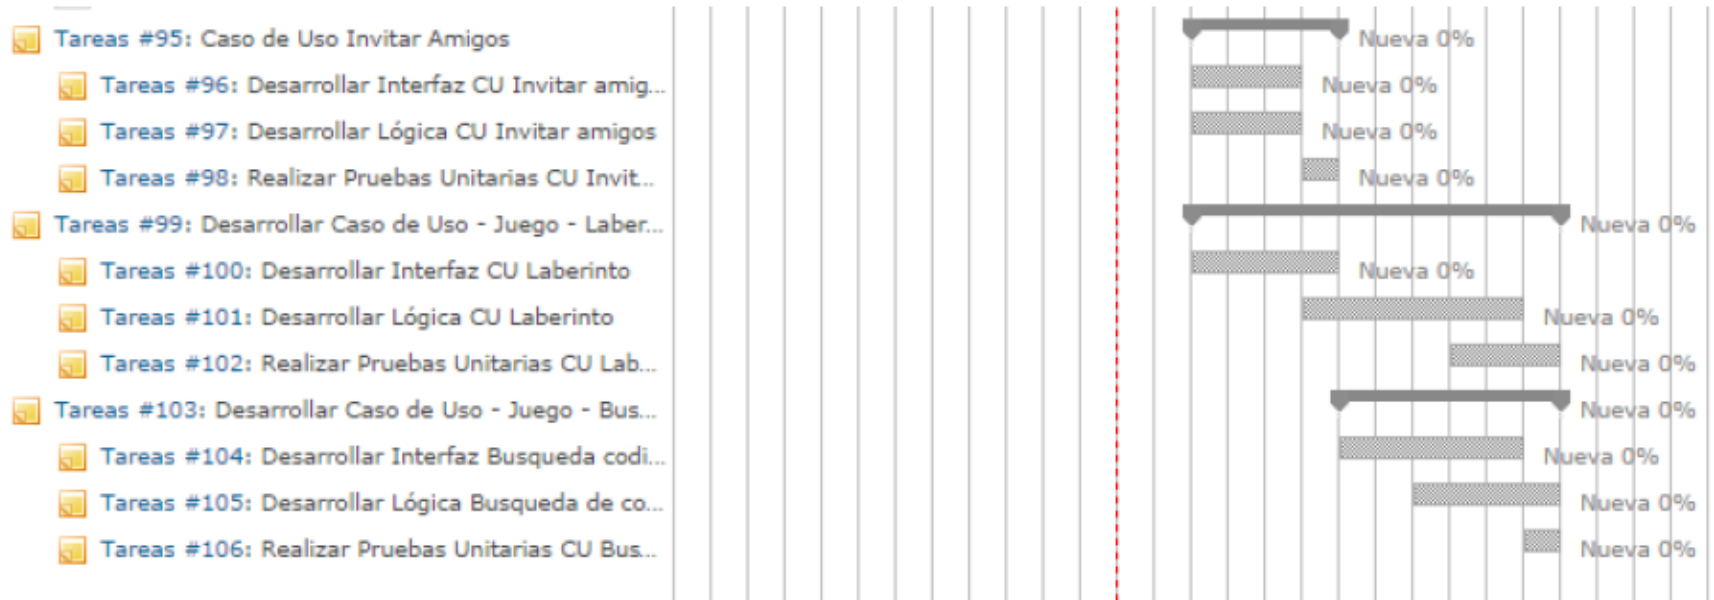 Tareas #95: Caso de Uso Invitar Amigos Nueva 0%
Tareas #96: Desarrollar Interfaz CU Invitar amig... Nueva 0%
Tareas #97: Desarrollar Lógica CU Invitar amigos Nueva 0%
Tareas #98: Realizar Pruebas Unitarias CU Invit... Nueva 0%
Tareas #99: Desarrollar Caso de Uso - Juego - Laber... Nueva 0%
Tareas #100: Desarrollar Interfaz CU Laberinto Nueva 0%
Tareas #101: Desarrollar Lógica CU Laberinto Nueva 0%
Tareas #102: Realizar Pruebas Unitarias CU Lab... Nueva 0%
Tareas #103: Desarrollar Caso de Uso - Juego - Bus... Nueva 0%
Tareas #104: Desarrollar Interfaz Busqueda codi... Nueva 0%
Tareas #105: Desarrollar Lógica Busqueda de co... Nueva 0%
Tareas #106: Realizar Pruebas Unitarias CU Bus... Nueva 0%